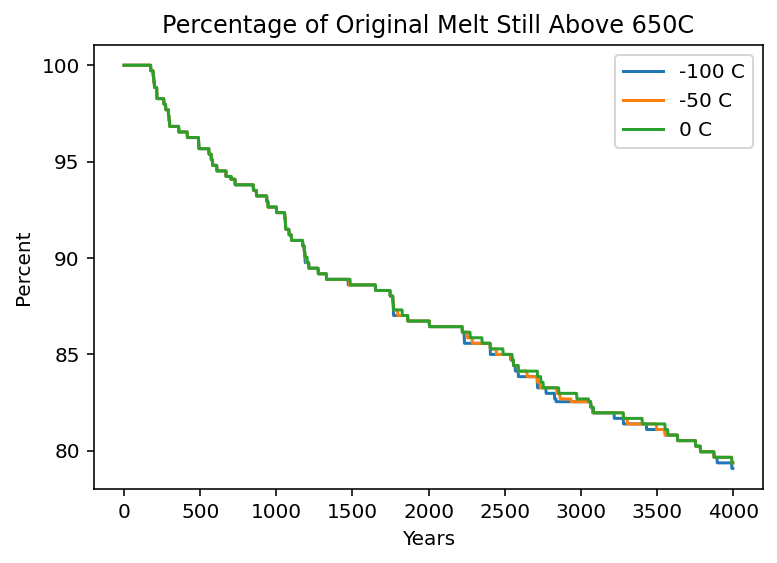 Percentage of Original Melt Still Above 650C
-100 C
-50 C
0 C
100
95
90
85
80
Percent
0 500 1000 1500 2000 2500 3000 3500 4000
Years